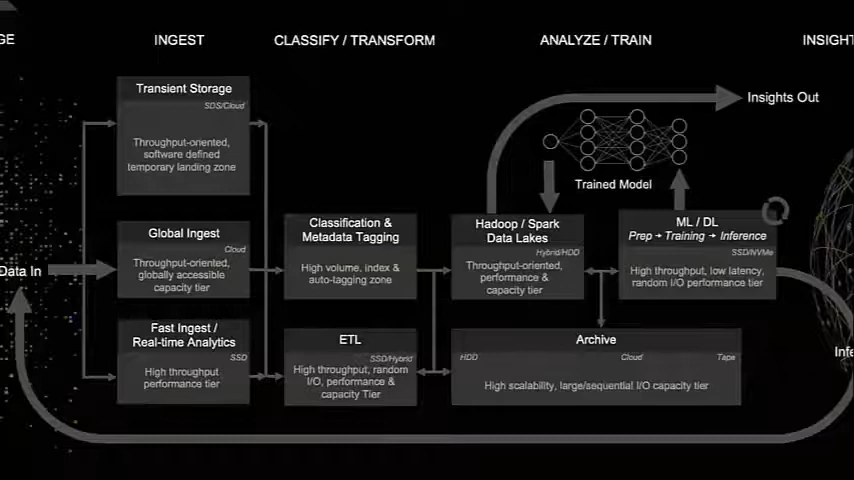 GE
INGEST
CLASSIFY / TRANSFORM
ANALYZE / TRAIN
INSIGHT
Transient Storage
SDS/Cloud
Throughput-oriented,
software defined
temporary landing zone
Insights Out
Trained Model
Global Ingest
Cloud
Throughput-oriented,
globally accessible
capacity tier
Classification &
Metadata Tagging
High volume, index &
auto-tagging zone
Hadoop / Spark
Data Lakes
Hybrid/HDD
Throughput-oriented,
performance &
capacity tier
ML / DL
Prep → Training → Inference
SSD/NVMe
High throughput, low latency,
random I/O performance tier
Data In
Fast Ingest /
Real-time Analytics
SSD
High throughput
performance tier
ETL
SSD/Hybrid
High throughput, random
I/O, performance &
capacity Tier
Archive
HDD
Cloud
Tape
High scalability, large/sequential I/O capacity tier
Infe